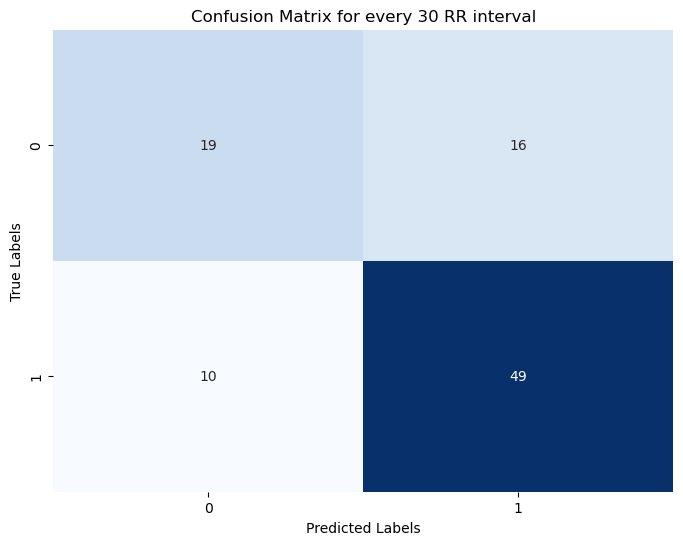 Confusion Matrix for every 30 RR interval
True Labels
0
19
16
1
10
49
0
1
Predicted Labels